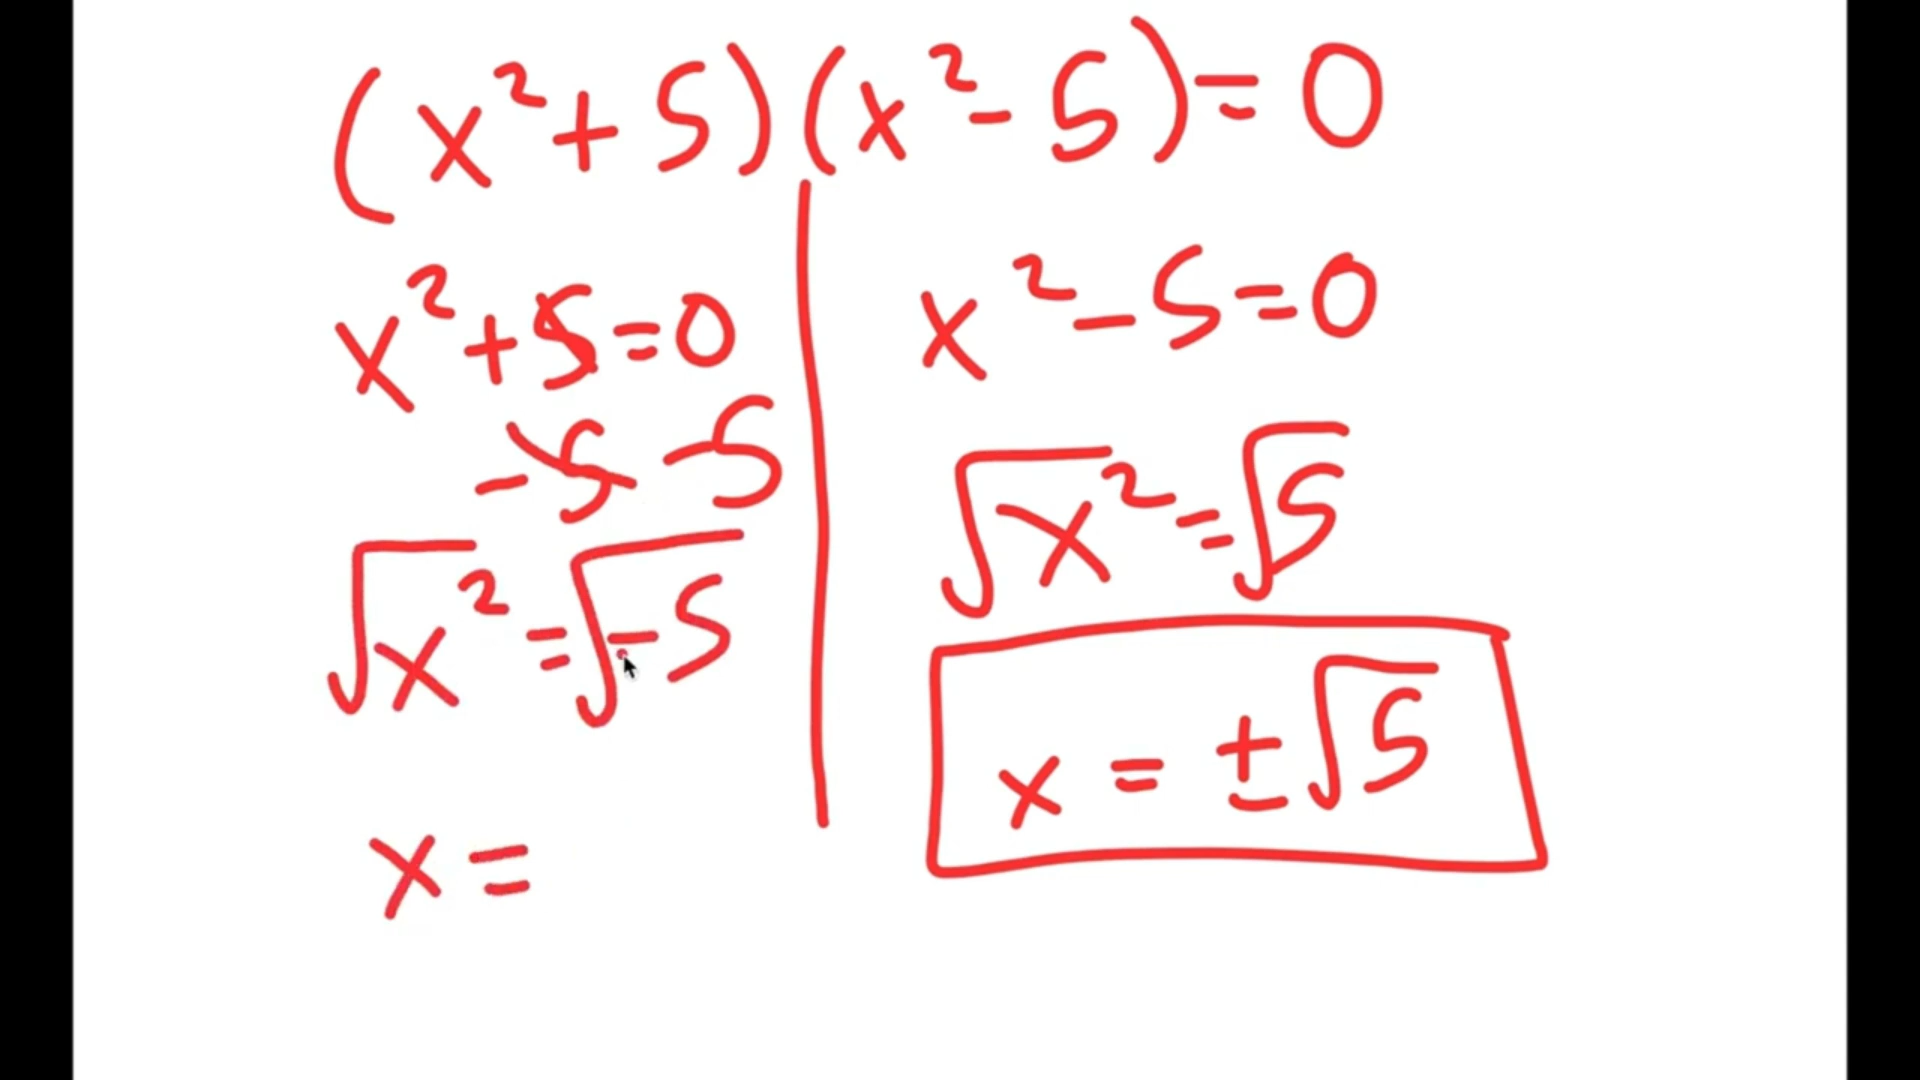 (x²+5)(x²-5)=0
x²+5=0
-5 -5
√x²=√-5
x=
x²-5=0
√x²=√5
x=±√5